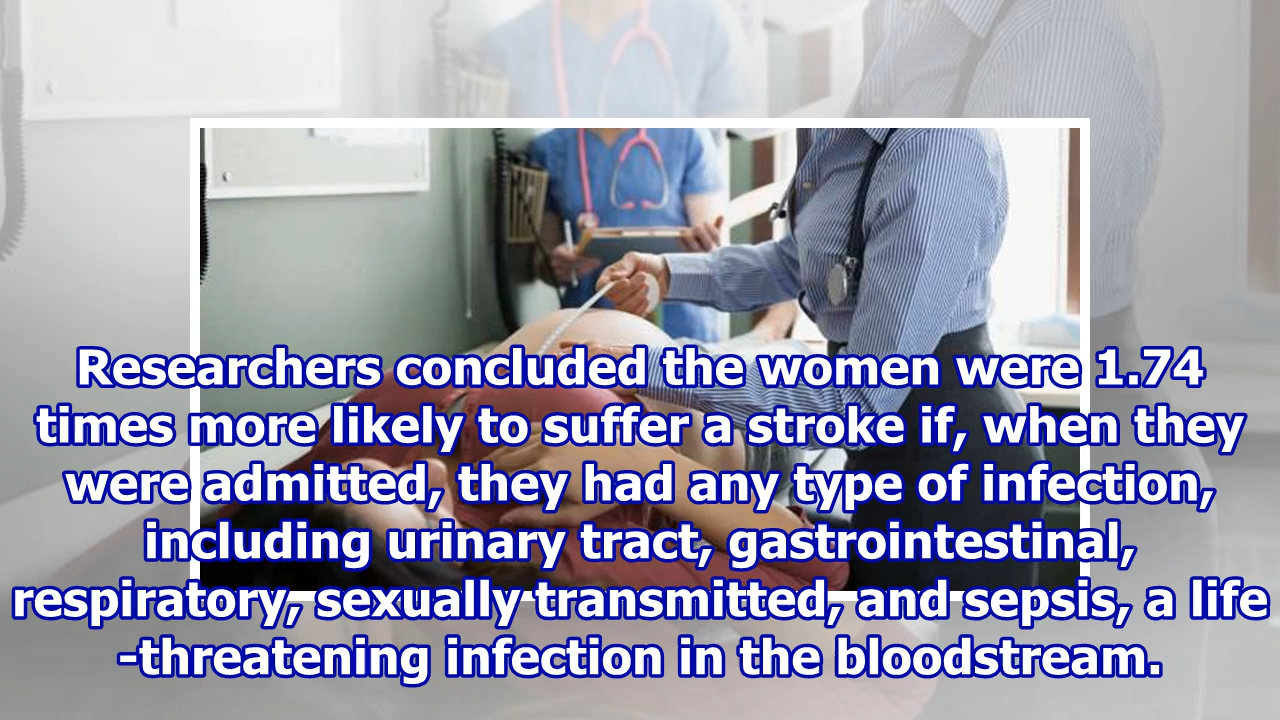 Researchers concluded the women were 1.74
times more likely to suffer a stroke if, when they
were admitted, they had any type of infection,
including urinary tract, gastrointestinal,
respiratory, sexually transmitted, and sepsis, a life
-threatening infection in the bloodstream.